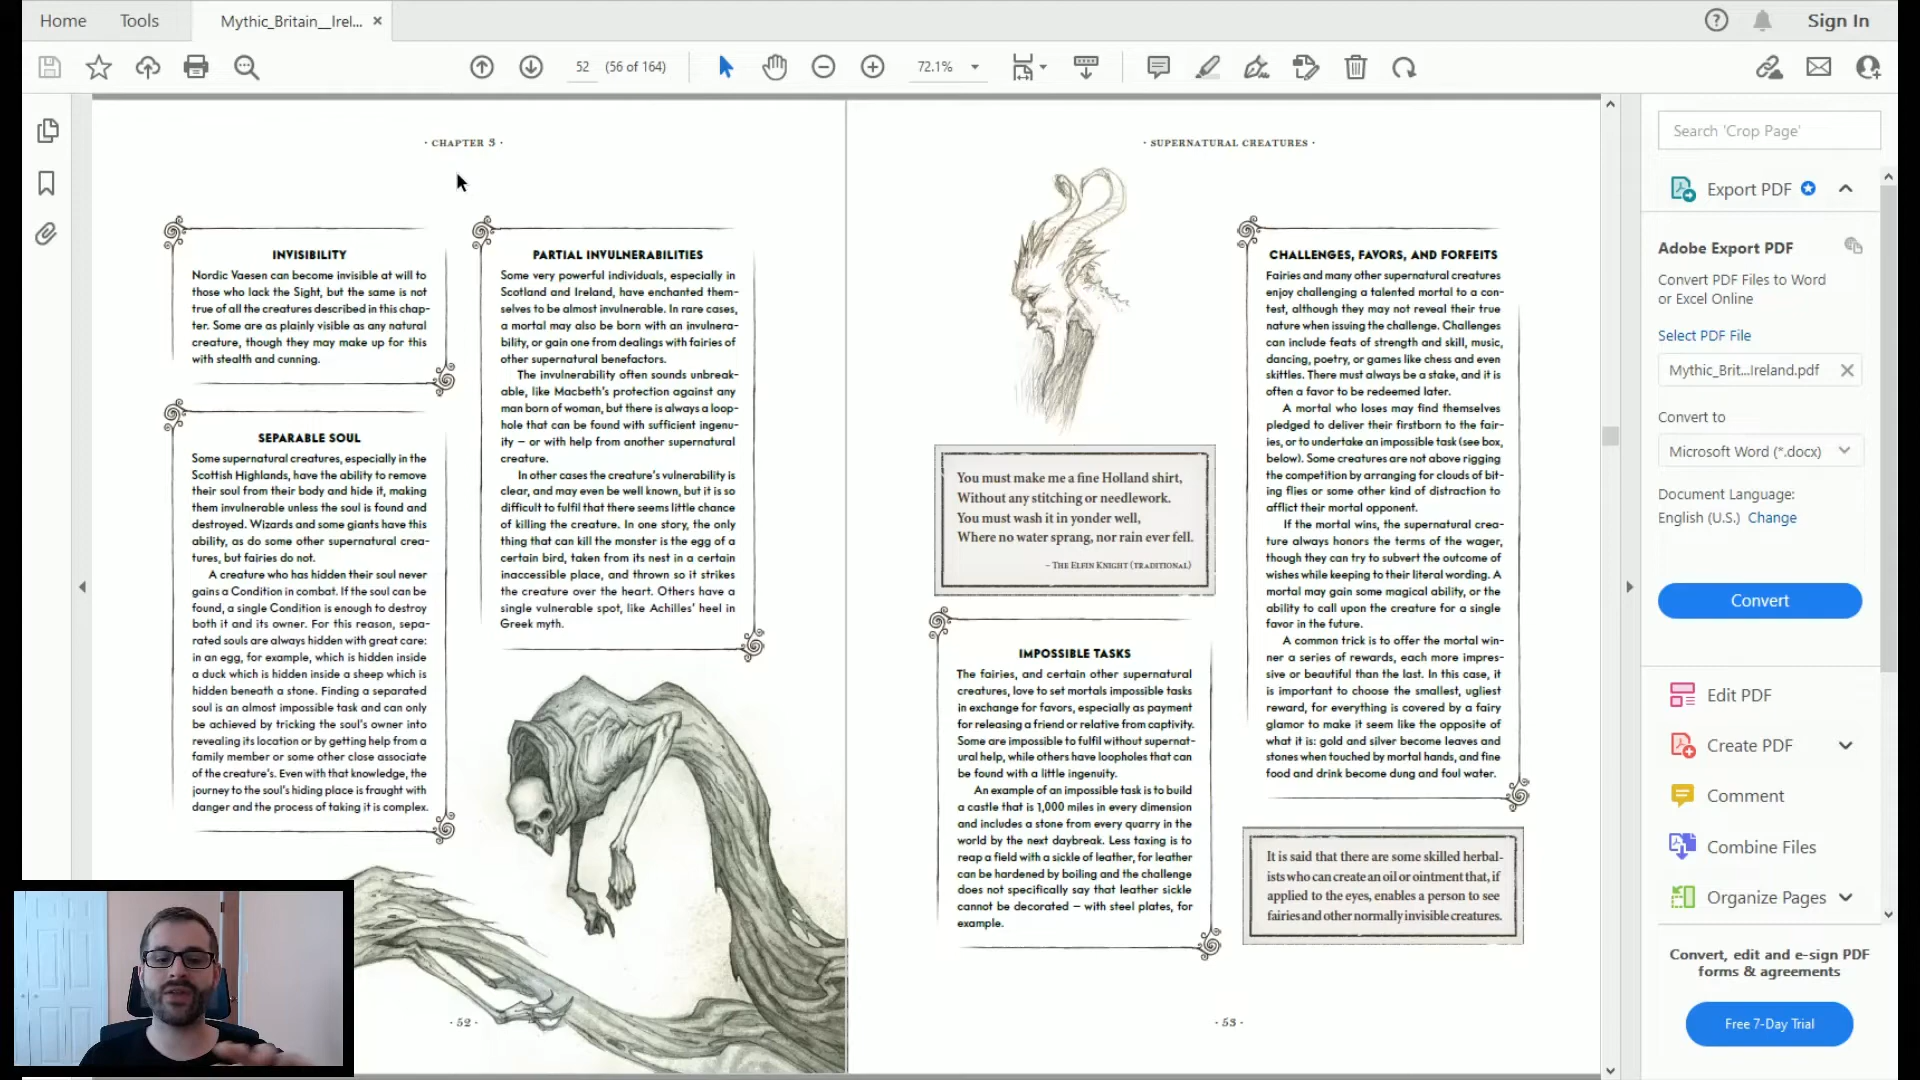 Home
Tools
Mythic_Britain__Irel...
Sign In
52
(56 of 164)
72.1%
· CHAPTER 3 ·
INVISIBILITY
Nordic Vaesen can become invisible at will to
those who lack the Sight, but the same is not
true of all the creatures described in this chap-
ter. Some are as plainly visible as any natural
creature, though they may make up for this
with stealth and cunning.
SEPARABLE SOUL
Some supernatural creatures, especially in the
Scottish Highlands, have the ability to remove
their soul from their body and hide it, making
them invulnerable unless the soul is found and
destroyed. Wizards and some giants have this
ability, as do some other supernatural crea-
tures, but fairies do not.
A creature who has hidden their soul never
gains a Condition in combat. If the soul can be
found, a single Condition is enough to destroy
both it and its owner. For this reason, sepa-
rated souls are always hidden with great care:
in an egg, for example, which is hidden inside
a duck which is hidden inside a sheep which is
hidden beneath a stone. Finding a separated
soul is an almost impossible task and can only
be achieved by tricking the soul's owner into
revealing its location or by getting help from a
family member or some other close associate
of the creature's. Even with that knowledge, the
journey to the soul's hiding place is fraught with
danger and the process of taking it is complex.
PARTIAL INVULNERABILITIES
Some very powerful individuals, especially in
Scotland and Ireland, have enchanted them-
selves to be almost invulnerable. In rare cases,
a mortal may also be born with an invulnera-
bility, or gain one from dealings with fairies of
other supernatural benefactors.
The invulnerability often sounds unbreak-
able, like Macbeth's protection against any
man born of woman, but there is always a loop-
hole that can be found with sufficient ingenu-
ity – or with help from another supernatural
creature.
In other cases the creature's vulnerability is
clear, and may even be well known, but it is so
difficult to fulfil that there seems little chance
of killing the creature. In one story, the only
thing that can kill the monster is the egg of a
certain bird, taken from its nest in a certain
inaccessible place, and thrown so it strikes
the creature over the heart. Others have a
single vulnerable spot, like Achilles' heel in
Greek myth.
· 52 ·
· SUPERNATURAL CREATURES ·
You must make me a fine Holland shirt,
Without any stitching or needlework.
You must wash it in yonder well,
Where no water sprang, nor rain ever fell.
– THE ELFIN KNIGHT (TRADITIONAL)
IMPOSSIBLE TASKS
The fairies, and certain other supernatural
creatures, love to set mortals impossible tasks
in exchange for favors, especially as payment
for releasing a friend or relative from captivity.
Some are impossible to fulfil without supernat-
ural help, while others have loopholes that can
be found with a little ingenuity.
An example of an impossible task is to build
a castle that is 1,000 miles in every dimension
and includes a stone from every quarry in the
world by the next daybreak. Less taxing is to
reap a field with a sickle of leather, for leather
can be hardened by boiling and the challenge
does not specifically say that leather sickle
cannot be decorated – with steel plates, for
example.
CHALLENGES, FAVORS, AND FORFEITS
Fairies and many other supernatural creatures
enjoy challenging a talented mortal to a con-
test, although they may not reveal their true
nature when issuing the challenge. Challenges
can include feats of strength and skill, music,
dancing, poetry, or games like chess and even
skittles. There must always be a stake, and it is
often a favor to be redeemed later.
A mortal who loses may find themselves
pledged to deliver their firstborn to the fair-
ies, or to undertake an impossible task (see box,
below). Some creatures are not above rigging
the competition by arranging for clouds of bit-
ing flies or some other kind of distraction to
afflict their mortal opponent.
If the mortal wins, the supernatural crea-
ture always honors the terms of the wager,
though they can try to subvert the outcome of
wishes while keeping to their literal wording. A
mortal may gain some magical ability, or the
ability to call upon the creature for a single
favor in the future.
A common trick is to offer the mortal win-
ner a series of rewards, each more impres-
sive or beautiful than the last. In this case, it
is important to choose the smallest, ugliest
reward, for everything is covered by a fairy
glamor to make it seem like the opposite of
what it is: gold and silver become leaves and
stones when touched by mortal hands, and fine
food and drink become dung and foul water.
It is said that there are some skilled herbal-
ists who can create an oil or ointment that, if
applied to the eyes, enables a person to see
fairies and other normally invisible creatures.
· 53 ·
Search 'Crop Page'
Export PDF
Adobe Export PDF
Convert PDF Files to Word
or Excel Online
Select PDF File
Mythic_Brit...Ireland.pdf
Convert to
Microsoft Word (*.docx)
Document Language:
English (U.S.) Change
Convert
Edit PDF
Create PDF
Comment
Combine Files
Organize Pages
Convert, edit and e-sign PDF
forms & agreements
Free 7-Day Trial